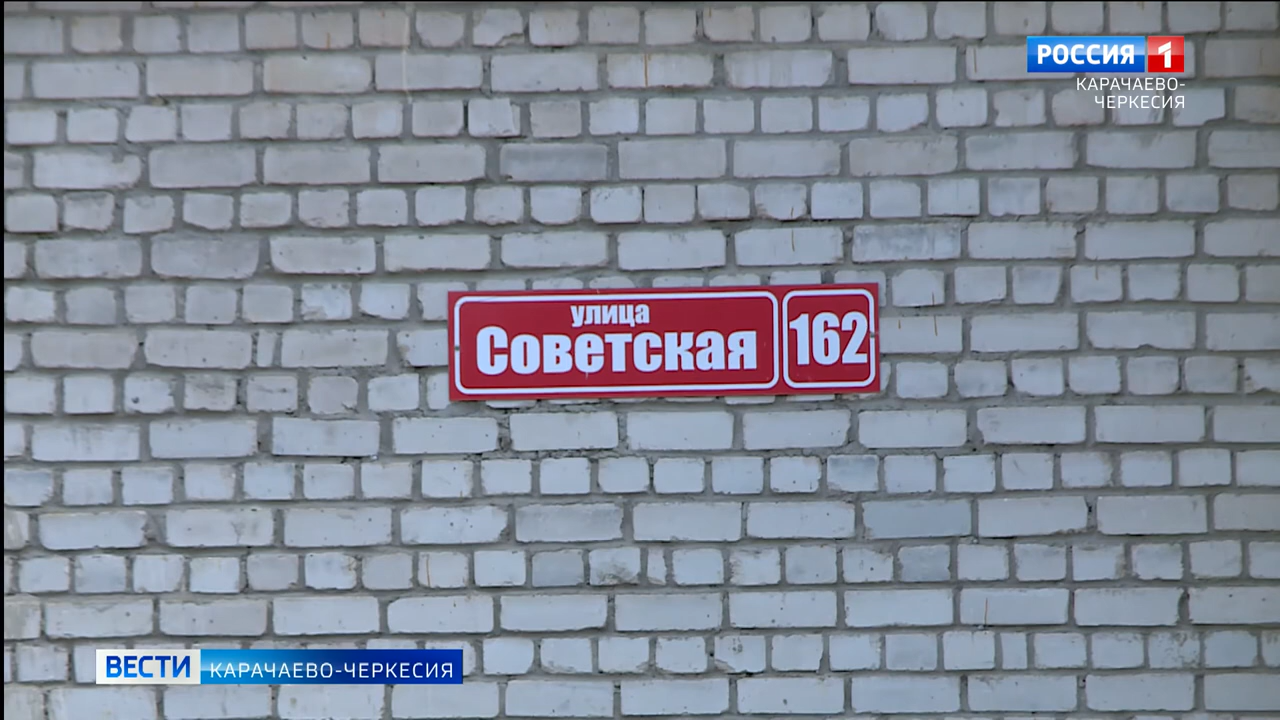 РОССИЯ 1
КАРАЧАЕВО-
ЧЕРКЕСИЯ
улица
Советская 162
ВЕСТИ КАРАЧАЕВО-ЧЕРКЕСИЯ